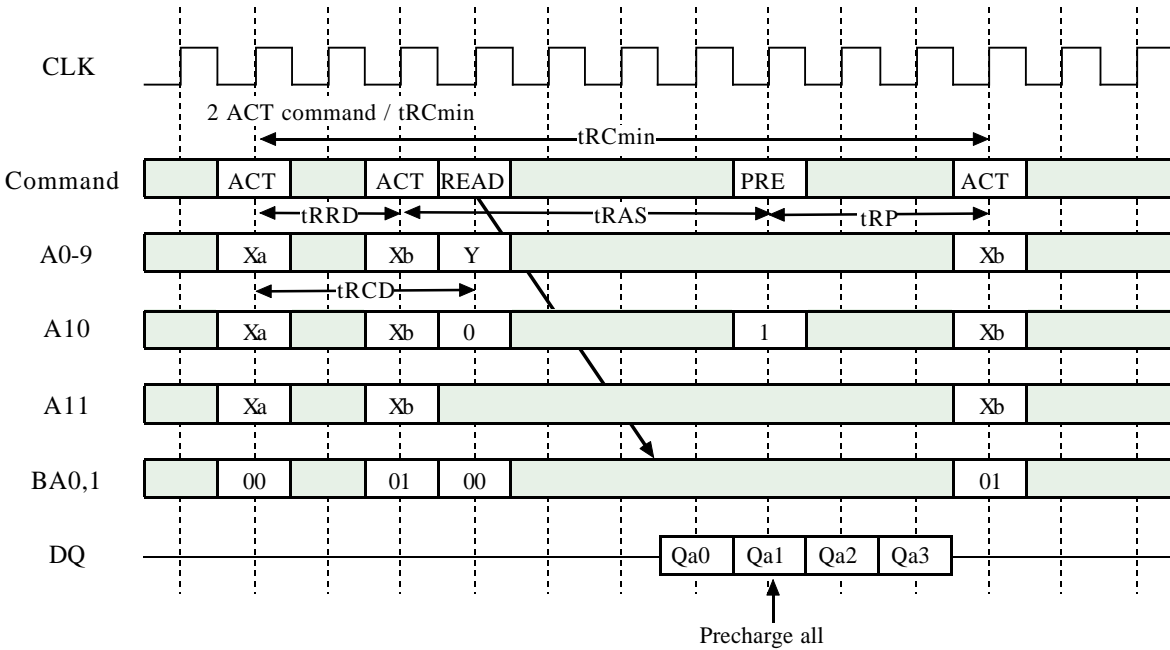 CLK
2 ACT command / tRCmin
tRCmin
Command ACT ACT READ PRE ACT
tRRD tRAS tRP
A0-9 Xa Xb Y Xb
tRCD
A10 Xa Xb 0 1 Xb
A11 Xa Xb Xb
BA0,1 00 01 00 01
DQ Qa0 Qa1 Qa2 Qa3
Precharge all